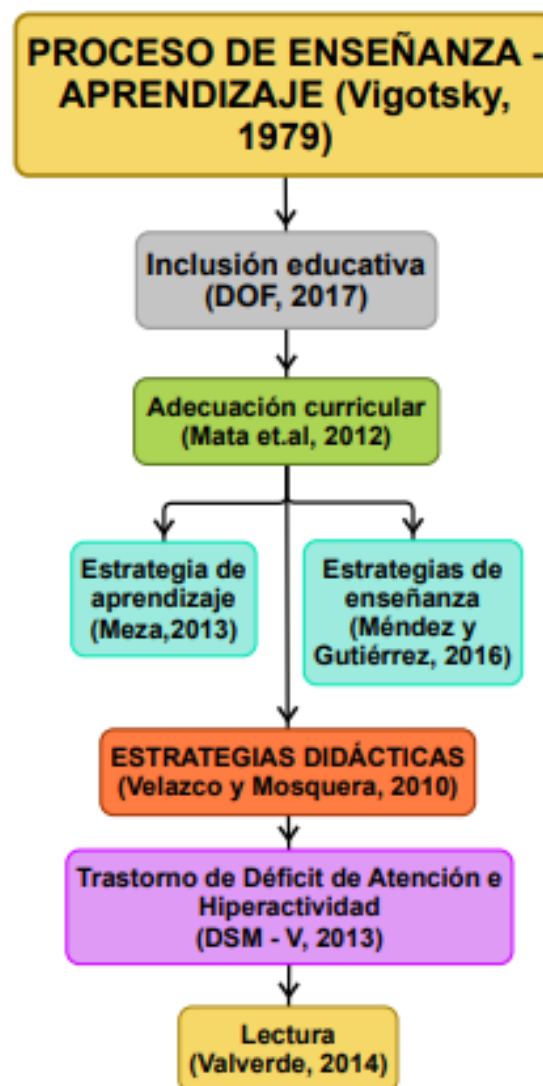 PROCESO DE ENSEÑANZA -
APRENDIZAJE (Vigotsky,
1979)
Inclusión educativa
(DOF, 2017)
Adecuación curricular
(Mata et.al, 2012)
Estrategia de
aprendizaje
(Meza,2013)
Estrategias de
enseñanza
(Méndez y
Gutiérrez, 2016)
ESTRATEGIAS DIDÁCTICAS
(Velazco y Mosquera, 2010)
Trastorno de Déficit de Atención e
Hiperactividad
(DSM - V, 2013)
Lectura
(Valverde, 2014)